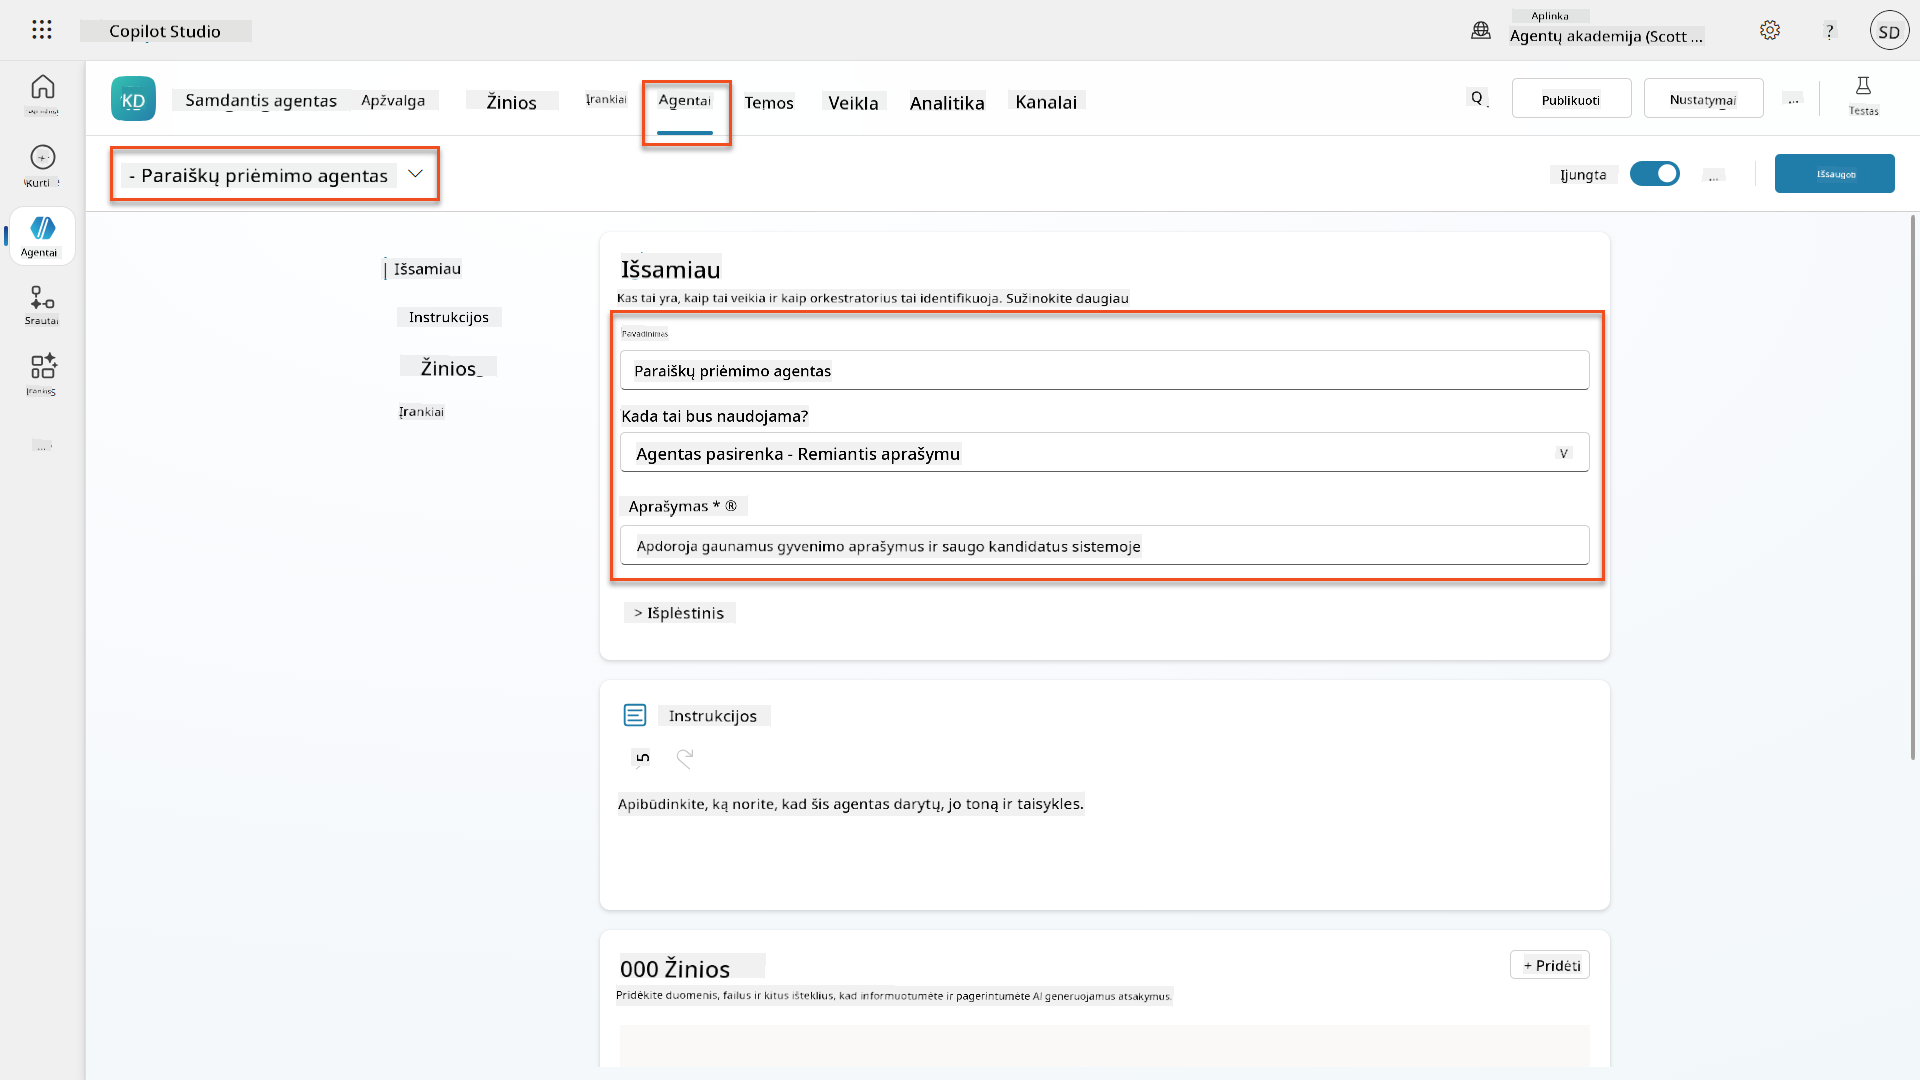 Copilot Studio
Aplinka
Agentų akademija (Scott ...
?
SD
KD
Samdantis agentas
Apžvalga
Žinios
Įrankiai
Agentai
Temos
Veikla
Analitika
Kanalai
Q
Publikuoti
Nustatymai
...
Testas
- Paraiškų priėmimo agentas
Įjungta
...
Išsaugoti
Kurti
Agentai
Srautai
Įrankiai
...
| Išsamiau
Instrukcijos
Žinios_
Įrankiai
Išsamiau
Kas tai yra, kaip tai veikia ir kaip orkestratorius tai identifikuoja. Sužinokite daugiau
Pavadinimas
Paraiškų priėmimo agentas
Kada tai bus naudojama?
Agentas pasirenka - Remiantis aprašymu
V
Aprašymas * ®
Apdoroja gaunamus gyvenimo aprašymus ir saugo kandidatus sistemoje
> Išplėstinis
Instrukcijos
Apibūdinkite, ką norite, kad šis agentas darytų, jo toną ir taisykles.
000 Žinios
+ Pridėti
Pridėkite duomenis, failus ir kitus išteklius, kad informuotumėte ir pagerintumėte AI generuojamus atsakymus.